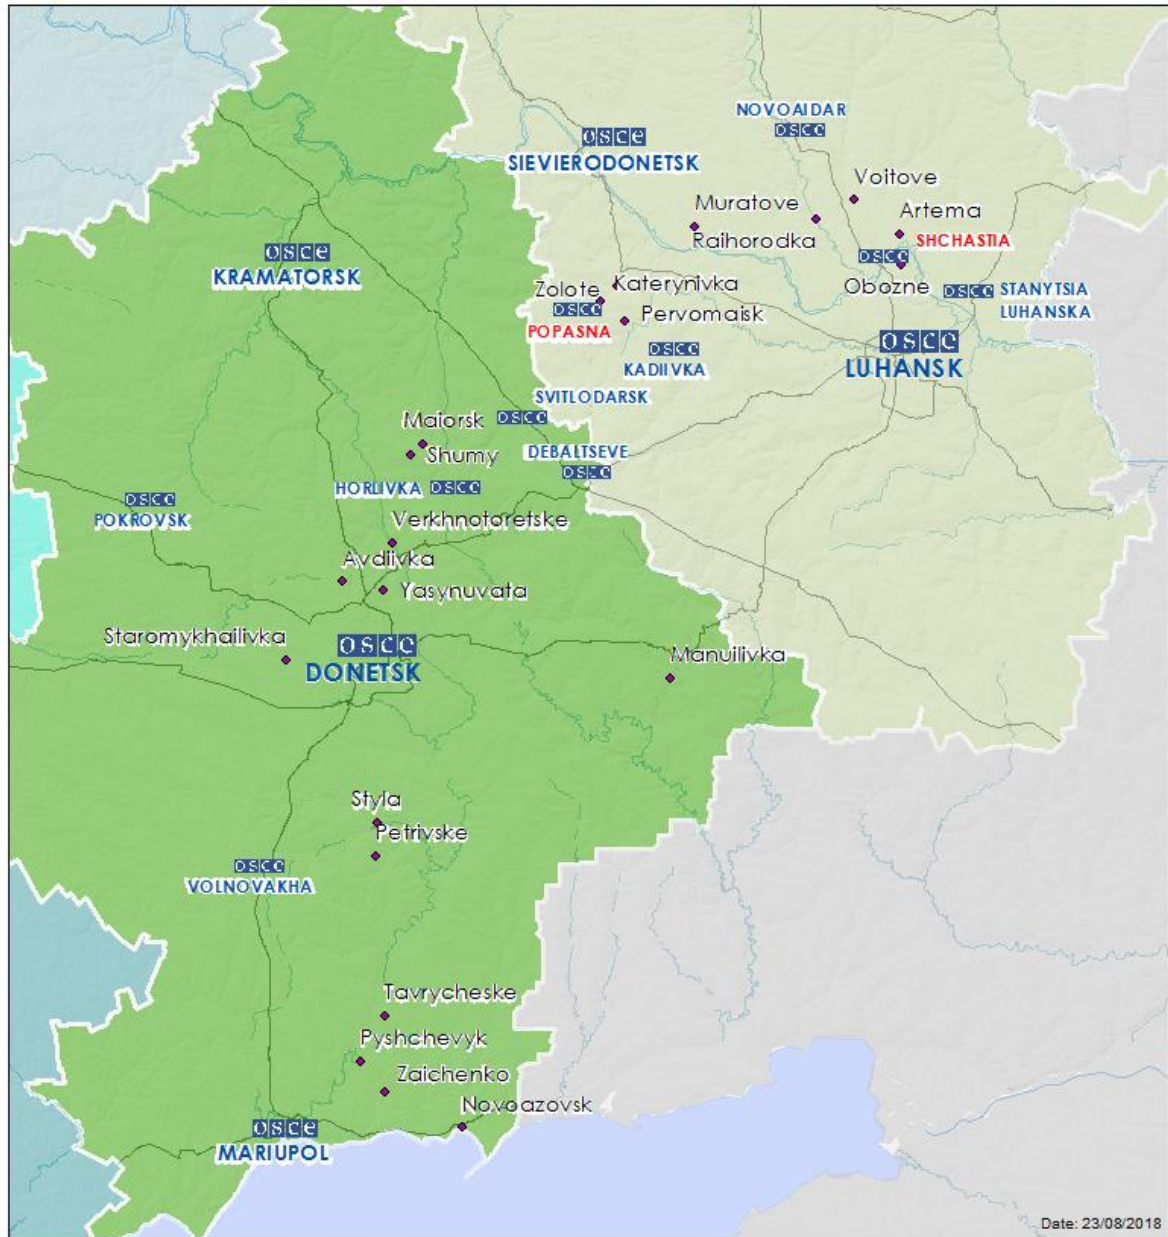 NOVOAIDAR
osce
osce
SIEVIERODONETSK
Voitove
Muratove
Artema
Raihorodka
SHCHASTIA
osce
KRAMATORSK
osce
Obozne
Zolote
Katerynivka
osce
STANYTSIA
LUHANSKA
osce
Pervomaisk
POPASNA
osce
LUHANSK
osce
KADIIVKA
SVITLODARSK
Maiorsk
osce
Shumy
DEBALTSEVE
osce
HORLIVKA
osce
osce
POKROVSK
Verkhnotoretske
Avdiivka
Yasynuvata
Staromykhailivka
osce
DONETSK
Manuilivka
Styla
Petrivske
osce
VOLNOVAKHA
Tavrycheske
Pyshchevyk
Zaichenko
Novoazovsk
osce
MARIUPOL
Date: 23/08/2018